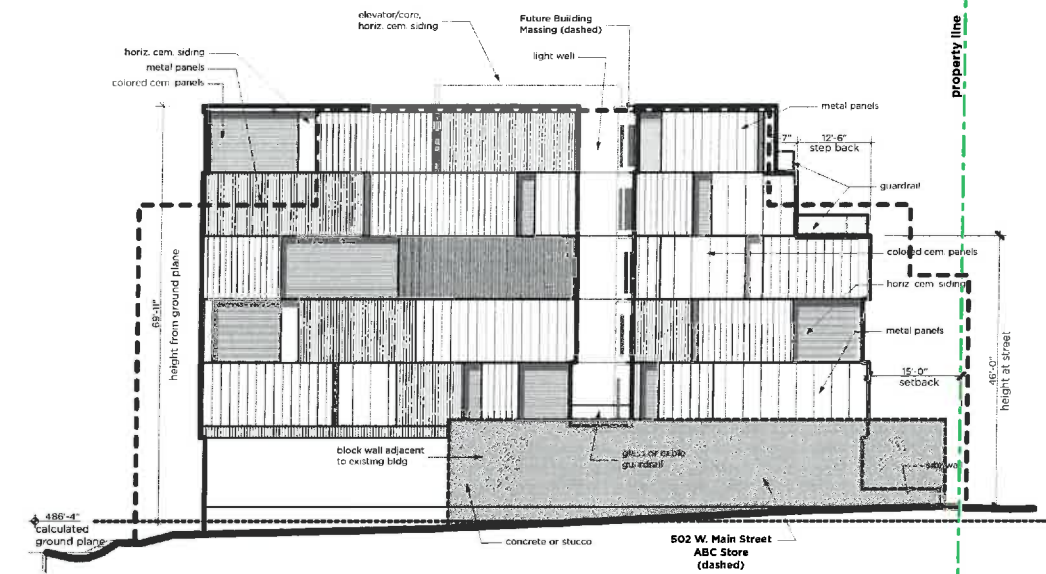 elevator/core,
horiz. cem. siding
Future Building
Massing (dashed)
light well
property line
horiz. cem. siding
metal panels
colored cem panels
metal panels
7"
12'-6"
step back
guardrail
colored cem panels
horiz cem siding
metal panels
69'-11"
height from ground plane
15'-0"
setback
46'-0"
height at street
block wall adjacent
to existing bldg
guardrail
486'-4"
calculated
ground plane
concrete or stucco
502 W. Main Street
ABC Store
(dashed)